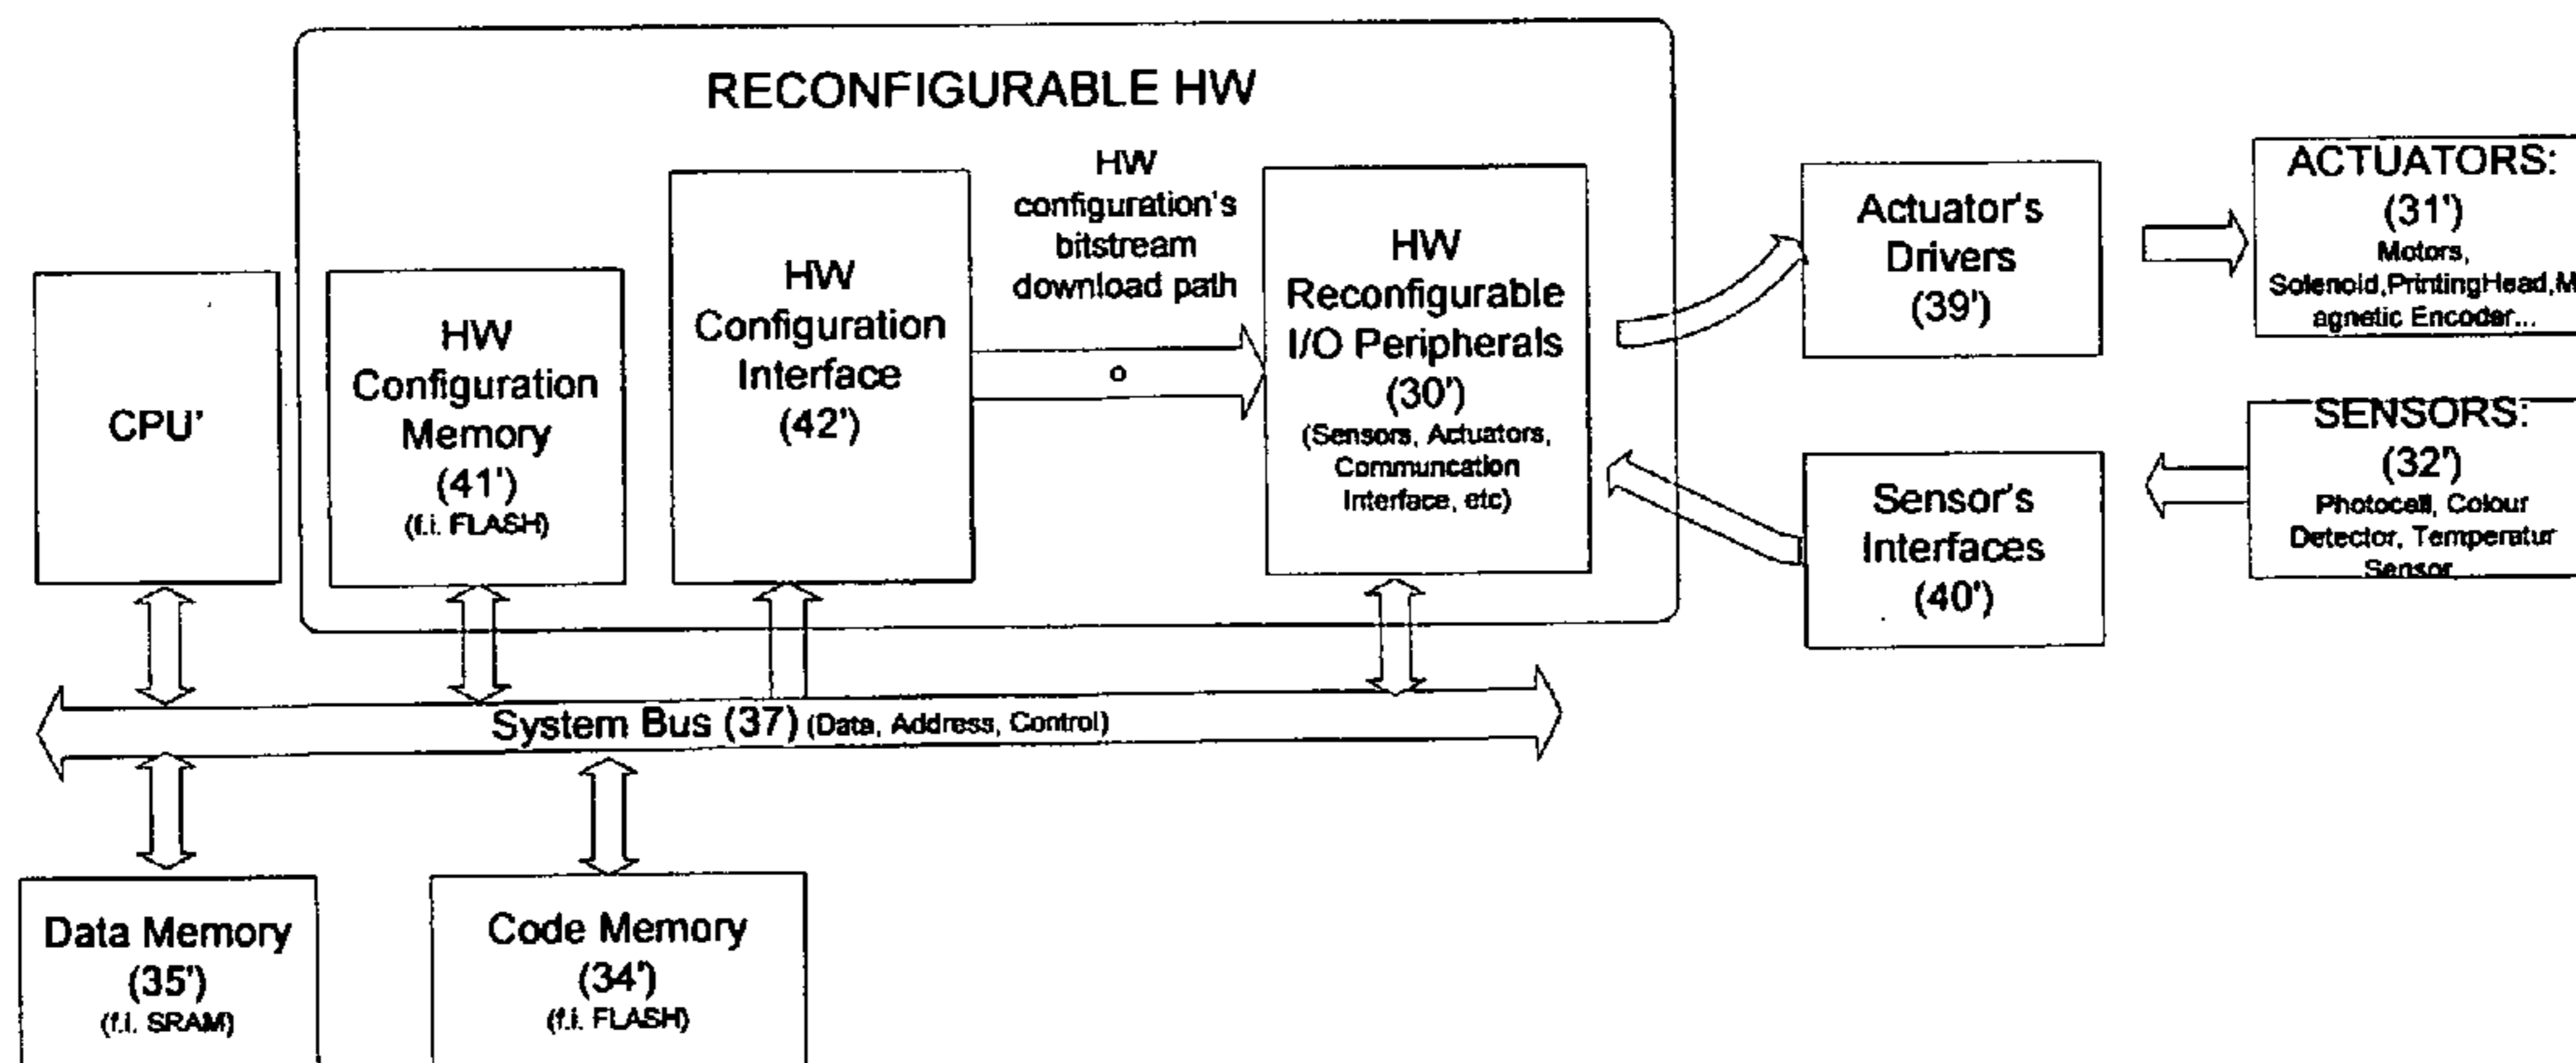 RECONFIGURABLE HW
CPU'
HW
Configuration
Memory
(41')
(f.i. FLASH)
HW
Configuration
Interface
(42')
HW
configuration's
bitstream
download path
HW
Reconfigurable
I/O Peripherals
(30')
(Sensors, Actuators,
Communcation
Interface, etc)
Actuator's
Drivers
(39')
ACTUATORS:
(31')
Motors,
Solenoid,PrintingHead,M
agnetic Encoder...
Sensor's
Interfaces
(40')
SENSORS:
(32')
Photocell, Colour
Detector, Temperatur
Sensor
System Bus (37) (Data, Address, Control)
Data Memory
(35')
(f.i. SRAM)
Code Memory
(34')
(f.i. FLASH)